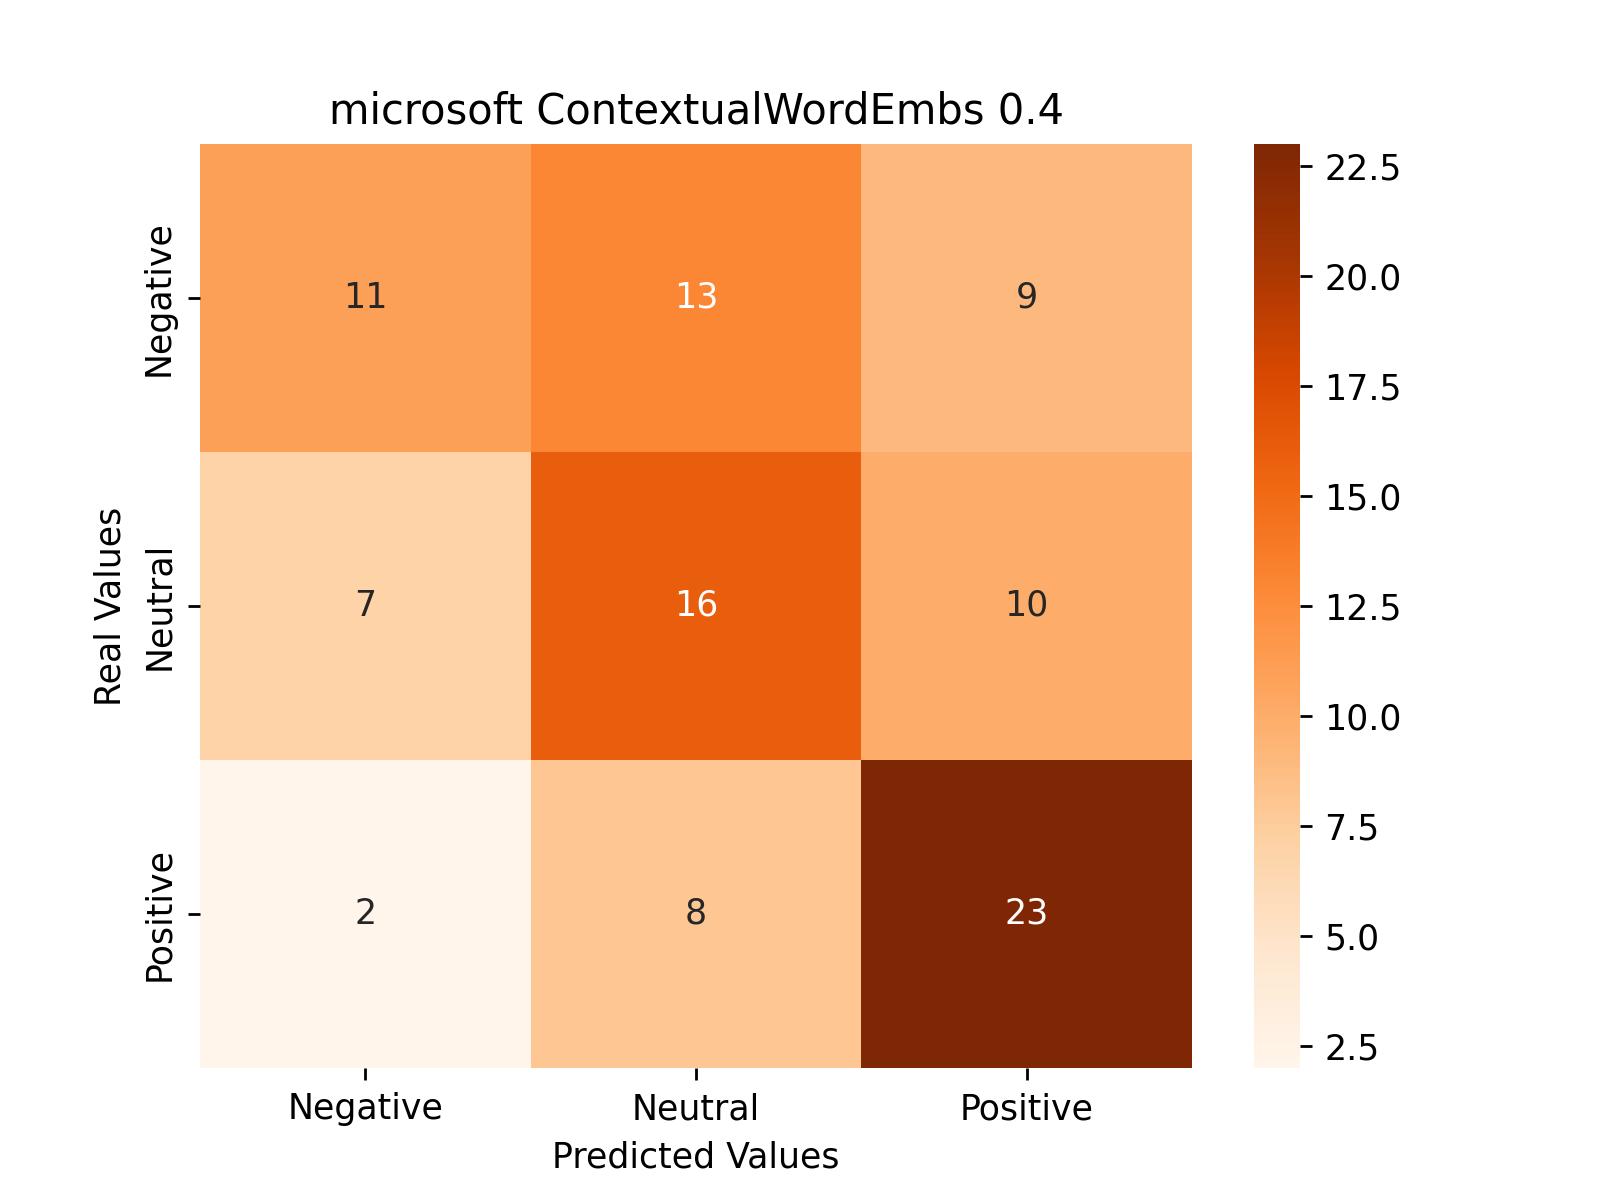 microsoft ContextualWordEmbs 0.4
Real Values
Negative
11 13 9
Neutral
7 16 10
Positive
2 8 23
Negative Neutral Positive
Predicted Values
22.5
20.0
17.5
15.0
12.5
10.0
7.5
5.0
2.5